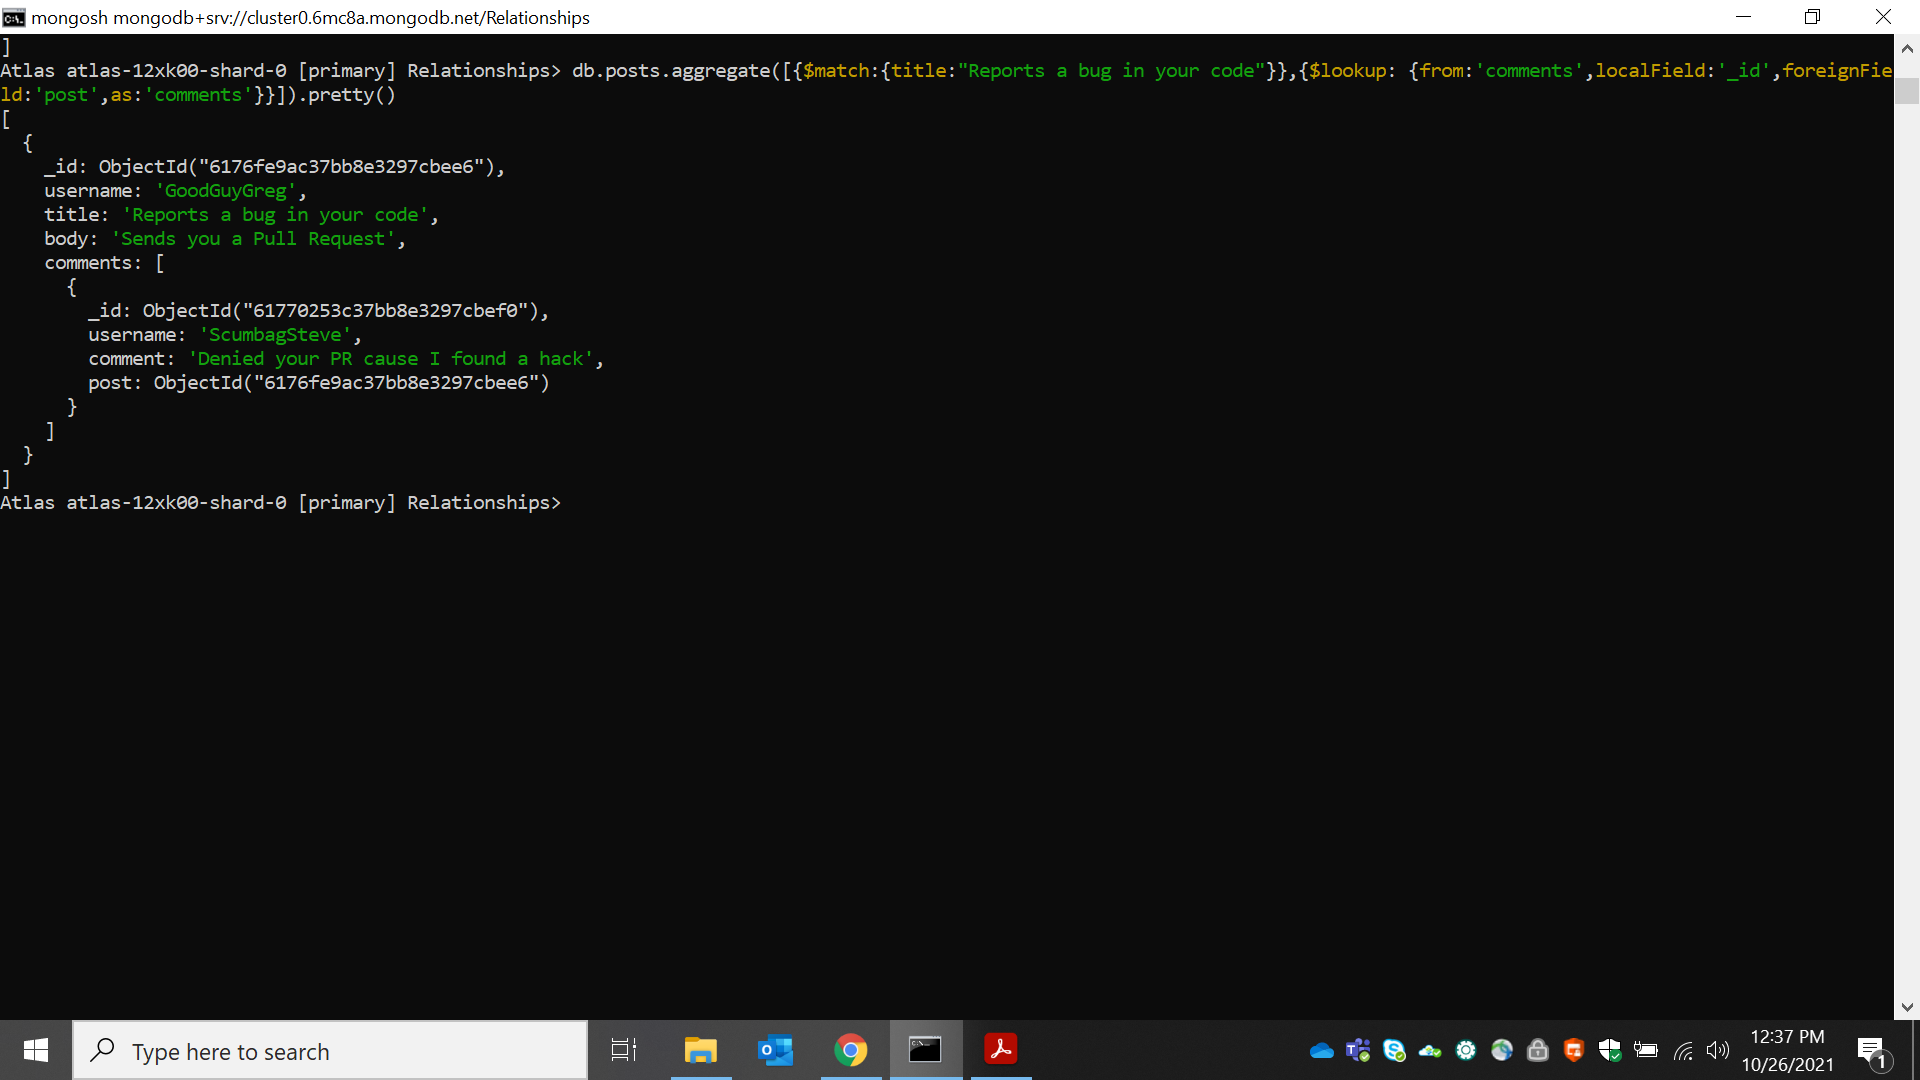 mongosh mongodb+srv://cluster0.6mc8a.mongodb.net/Relationships
]
Atlas atlas-12xk00-shard-0 [primary] Relationships> db.posts.aggregate([{$match:{title:"Reports a bug in your code"}},{$lookup: {from:'comments',localField:'_id',foreignFie
ld:'post',as:'comments'}}]).pretty()
[
  {
    _id: ObjectId("6176fe9ac37bb8e3297cbee6"),
    username: 'GoodGuyGreg',
    title: 'Reports a bug in your code',
    body: 'Sends you a Pull Request',
    comments: [
      {
        _id: ObjectId("61770253c37bb8e3297cbef0"),
        username: 'ScumbagSteve',
        comment: 'Denied your PR cause I found a hack',
        post: ObjectId("6176fe9ac37bb8e3297cbee6")
      }
    ]
  }
]
Atlas atlas-12xk00-shard-0 [primary] Relationships>
Type here to search
12:37 PM
10/26/2021
1